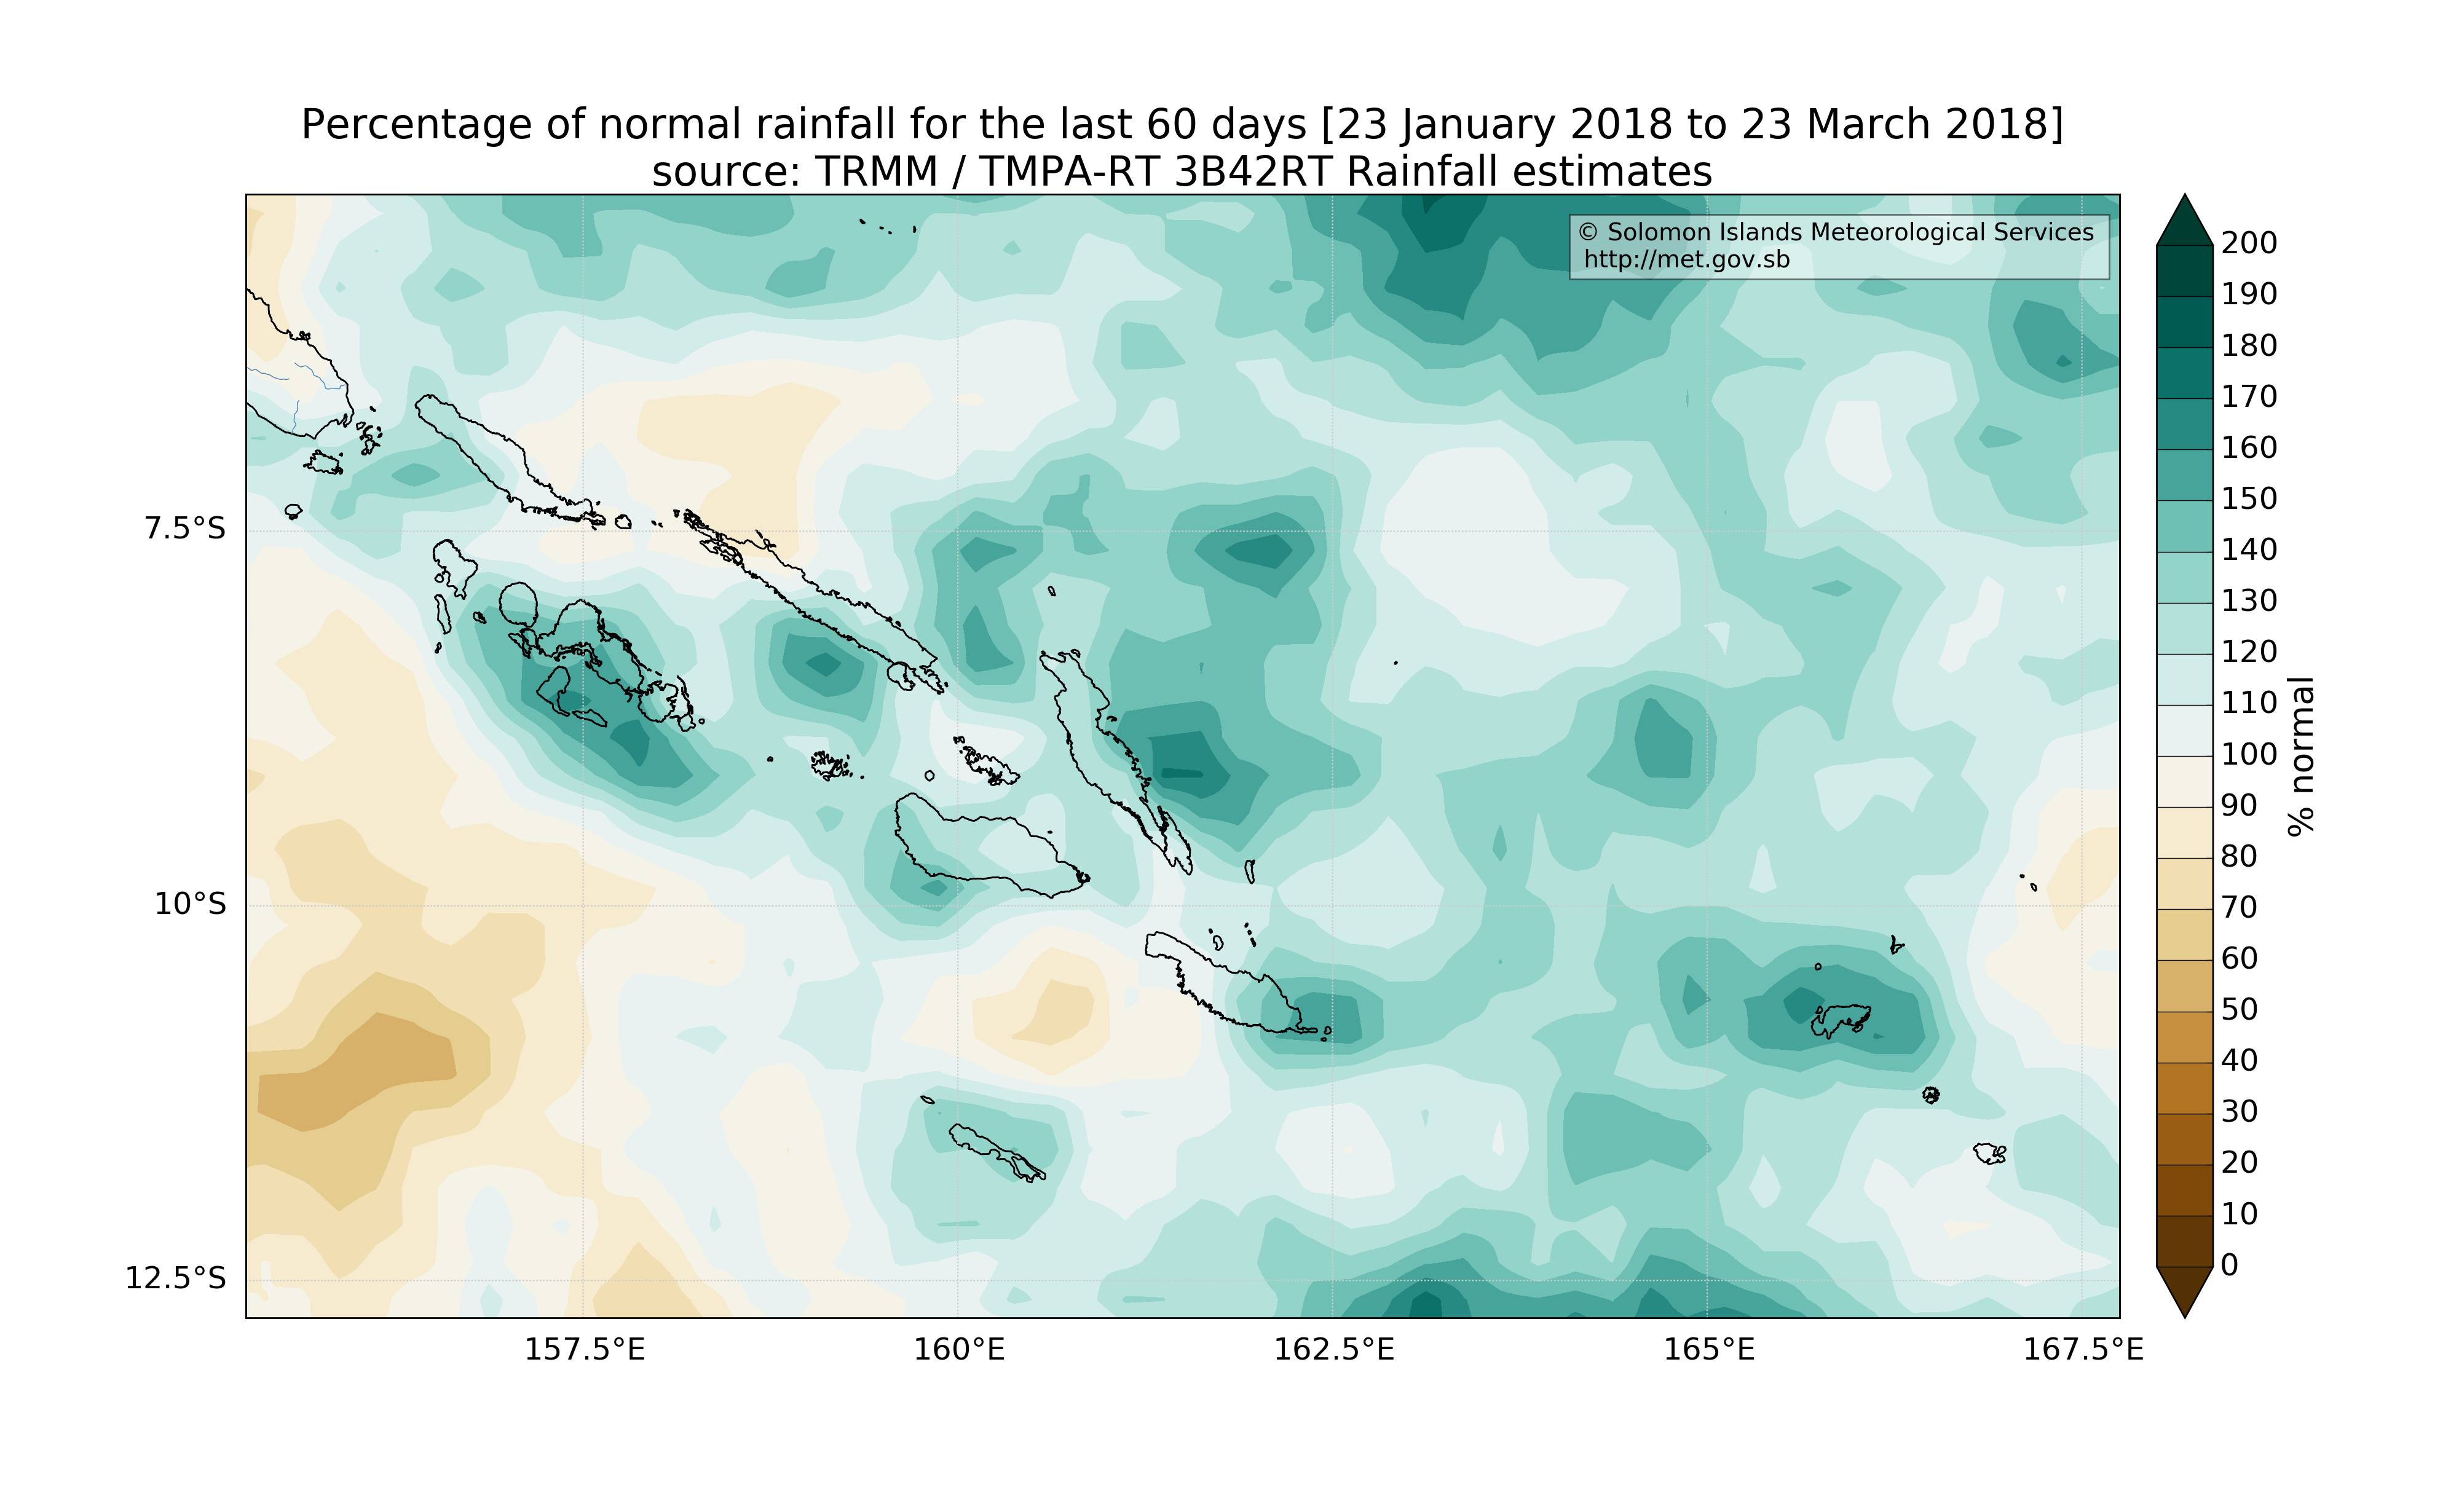 Percentage of normal rainfall for the last 60 days [23 January 2018 to 23 March 2018]
source: TRMM / TMPA-RT 3B42RT Rainfall estimates
© Solomon Islands Meteorological Services
http://met.gov.sb
7.5°S
10°S
12.5°S
157.5°E
160°E
162.5°E
165°E
167.5°E
200
190
180
170
160
150
140
130
120
110
100
90
80
70
60
50
40
30
20
10
0
% normal